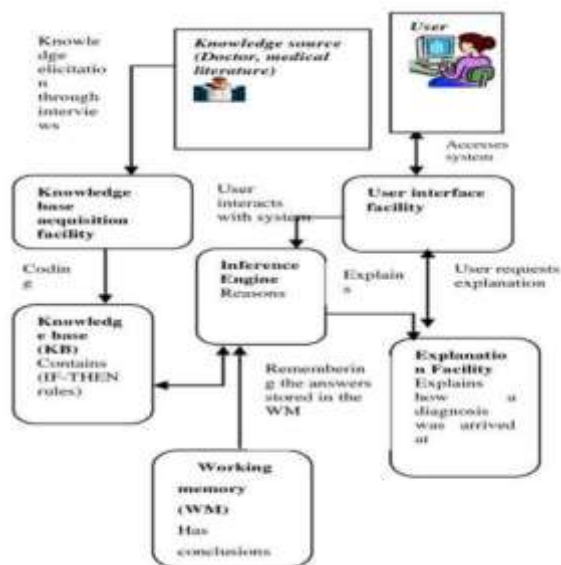 Knowle
dge
elicitatio
n
through
intervie
ws
Knowledge source
(Doctor, medical
literature)
User
Accesses
system
Knowledge
base
acquisition
facility
User
interacts
with system
User interface
facility
Codin
g
Inference
Engine
Reasons
Explain
s
User requests
explanation
Knowledg
e base
(KB)
Contains
(IF-THEN
rules)
Rememberin
g the answers
stored in the
WM
Explanatio
n Facility
Explains
how a
diagnosis
was arrived
at
Working
memory
(WM)
Has
conclusions